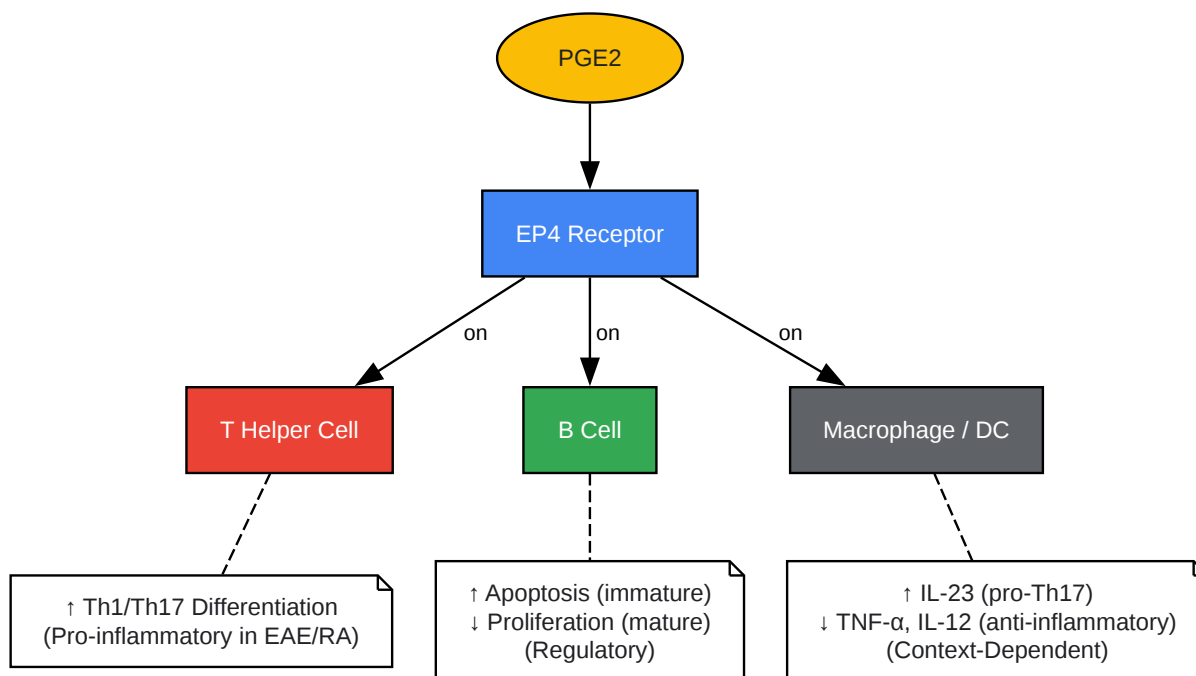 PGE2
EP4 Receptor
on
on
on
T Helper Cell
B Cell
Macrophage / DC
↑ Th1/Th17 Differentiation
(Pro-inflammatory in EAE/RA)
↑ Apoptosis (immature)
↓ Proliferation (mature)
(Regulatory)
↑ IL-23 (pro-Th17)
↓ TNF-α, IL-12 (anti-inflammatory)
(Context-Dependent)